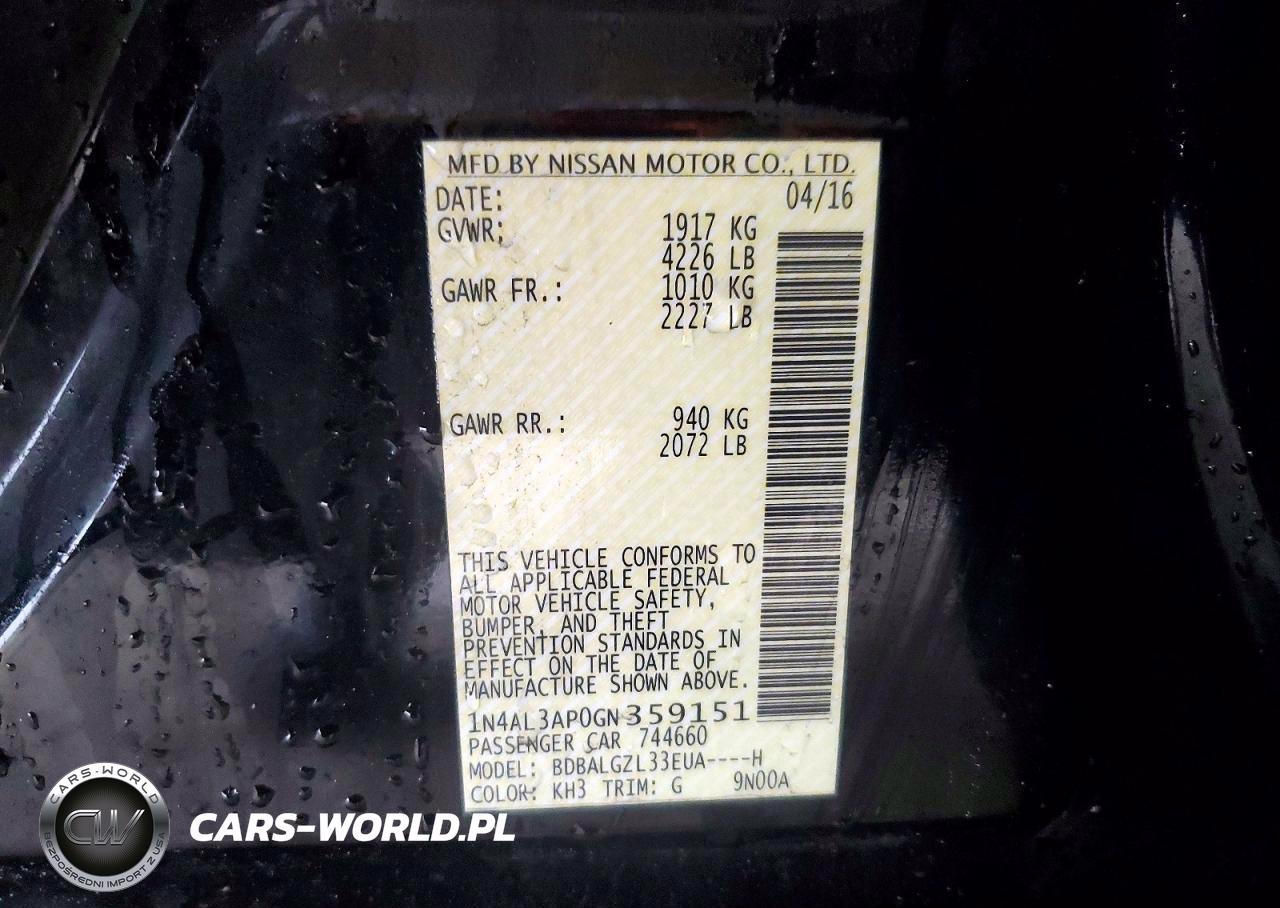 MFD BY NISSAN MOTOR CO., LTD.
DATE: 04/16
GVWR: 1917 KG
4226 LB
GAWR FR.: 1010 KG
2227 LB
GAWR RR.: 940 KG
2072 LB
THIS VEHICLE CONFORMS TO
ALL APPLICABLE FEDERAL
MOTOR VEHICLE SAFETY,
BUMPER, AND THEFT
PREVENTION STANDARDS IN
EFFECT ON THE DATE OF
MANUFACTURE SHOWN ABOVE.
1N4AL3AP0GN359151
PASSENGER CAR 744660
MODEL: BDBALGZL33EUA----H
COLOR: KH3 TRIM: G 9N00A
CARS-WORLD
CW
BEZPOŚREDNI IMPORT Z USA
CARS-WORLD.PL